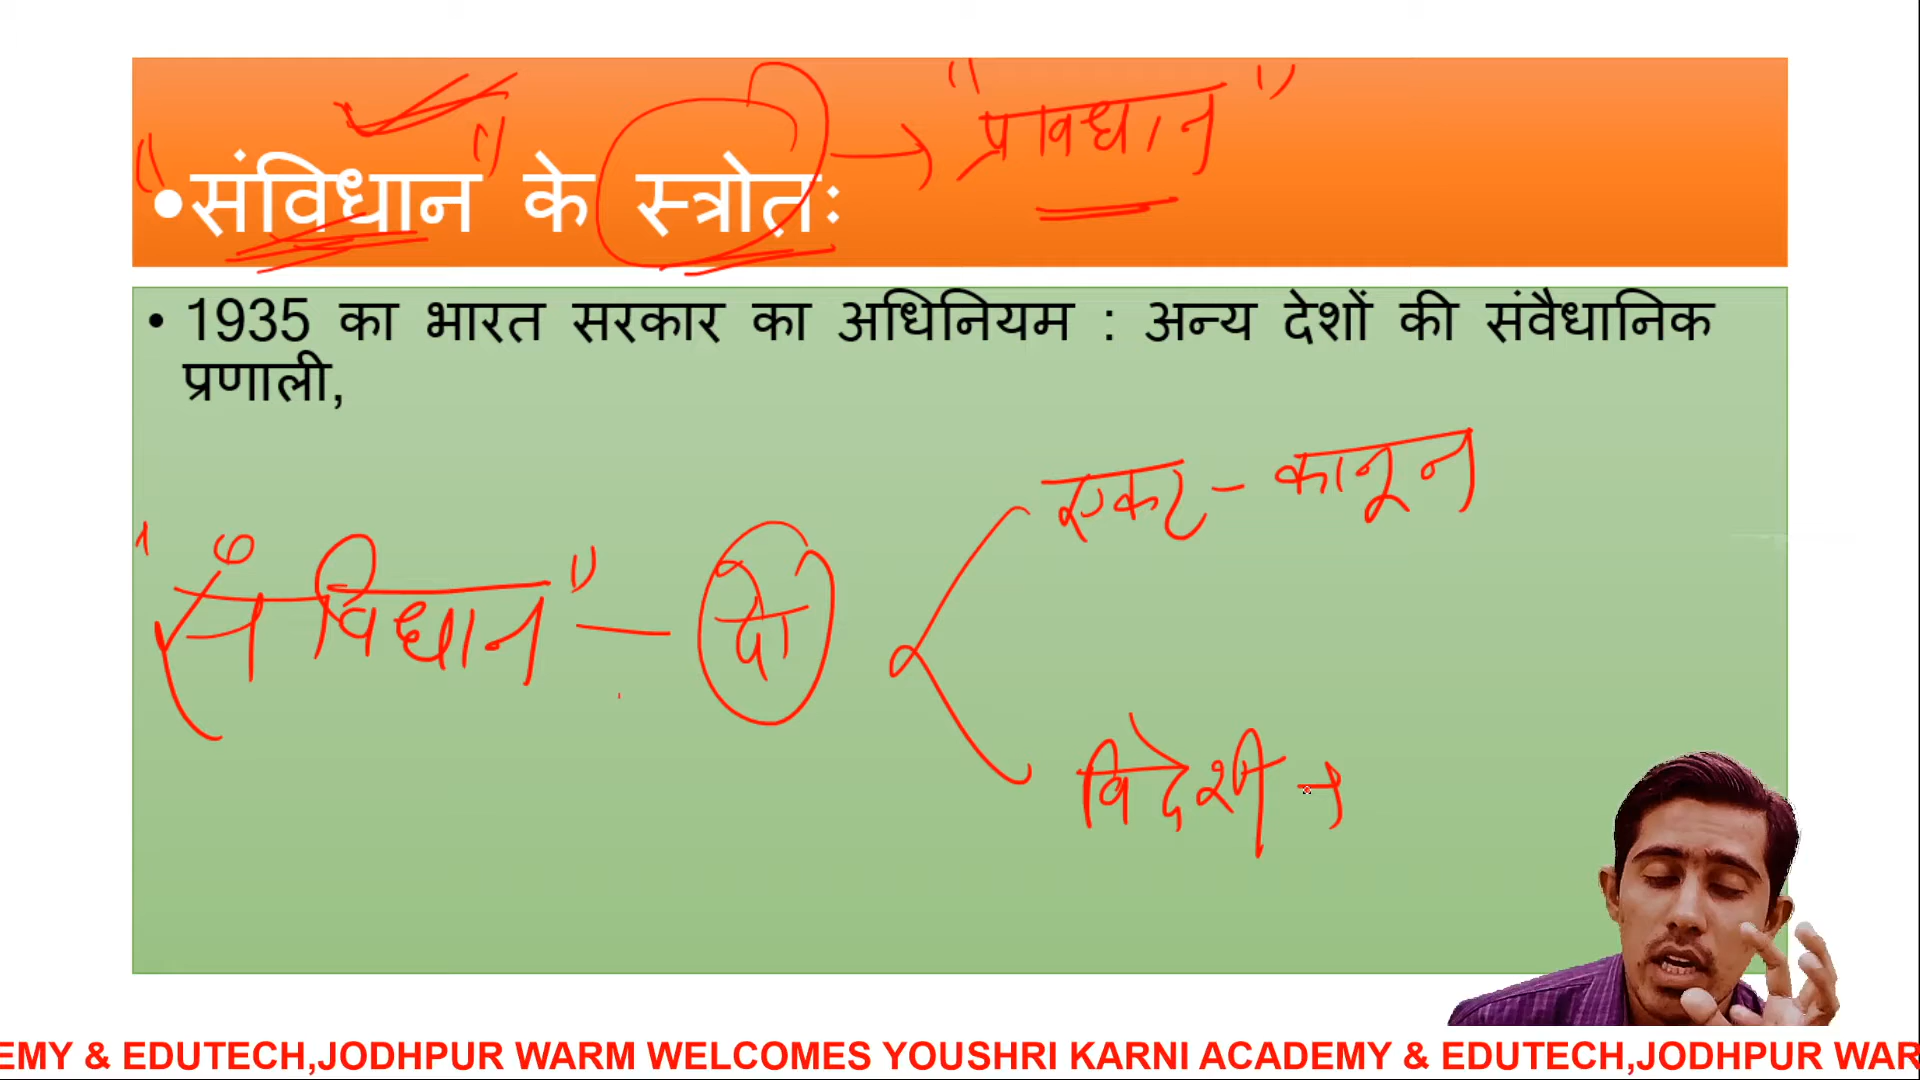 "प्रावधान"
•"संविधान" के स्त्रोतः
• 1935 का भारत सरकार का अधिनियम : अन्य देशों की संवैधानिक
प्रणाली,
एक्ट - कानून
"संविधान" - दो
विदेशी →
EMY & EDUTECH,JODHPUR WARM WELCOMES YOUSHRI KARNI ACADEMY & EDUTECH,JODHPUR WAR